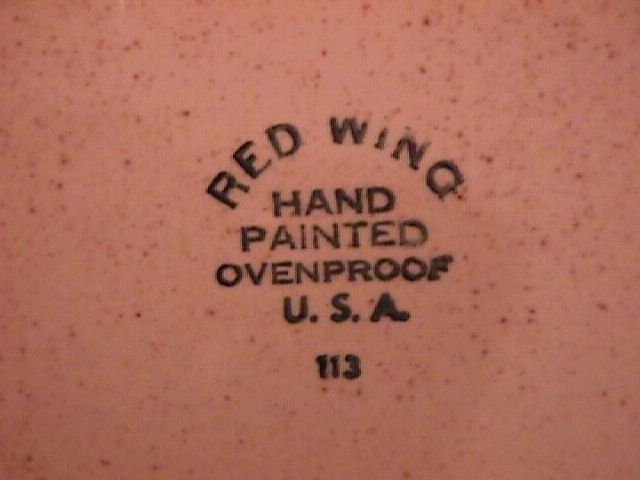 RED WING
HAND
PAINTED
OVENPROOF
U. S. A.
113